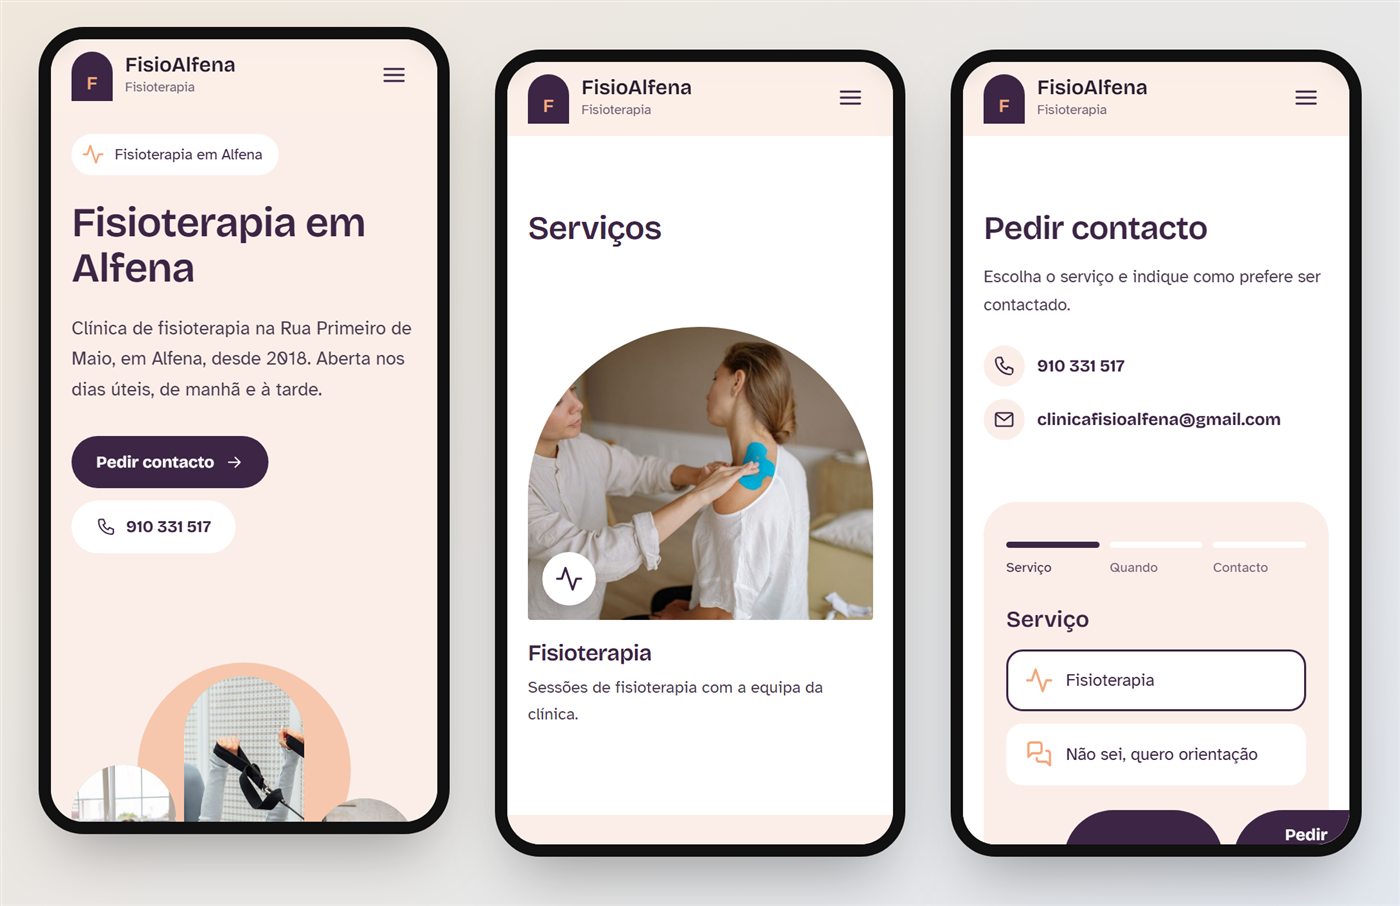 F
FisioAlfena
Fisioterapia
Fisioterapia em Alfena
Fisioterapia em
Alfena
Clínica de fisioterapia na Rua Primeiro de
Maio, em Alfena, desde 2018. Aberta nos
dias úteis, de manhã e à tarde.
Pedir contacto
910 331 517
F
FisioAlfena
Fisioterapia
Serviços
Fisioterapia
Sessões de fisioterapia com a equipa da
clínica.
F
FisioAlfena
Fisioterapia
Pedir contacto
Escolha o serviço e indique como prefere ser
contactado.
910 331 517
clinicafisioalfena@gmail.com
Serviço
Quando
Contacto
Serviço
Fisioterapia
Não sei, quero orientação
Pedir